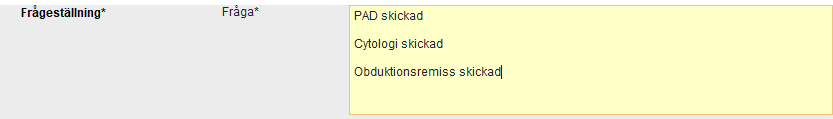 Frågeställning* Fråga* PAD skickad
Cytologi skickad
Obduktionsremiss skickad